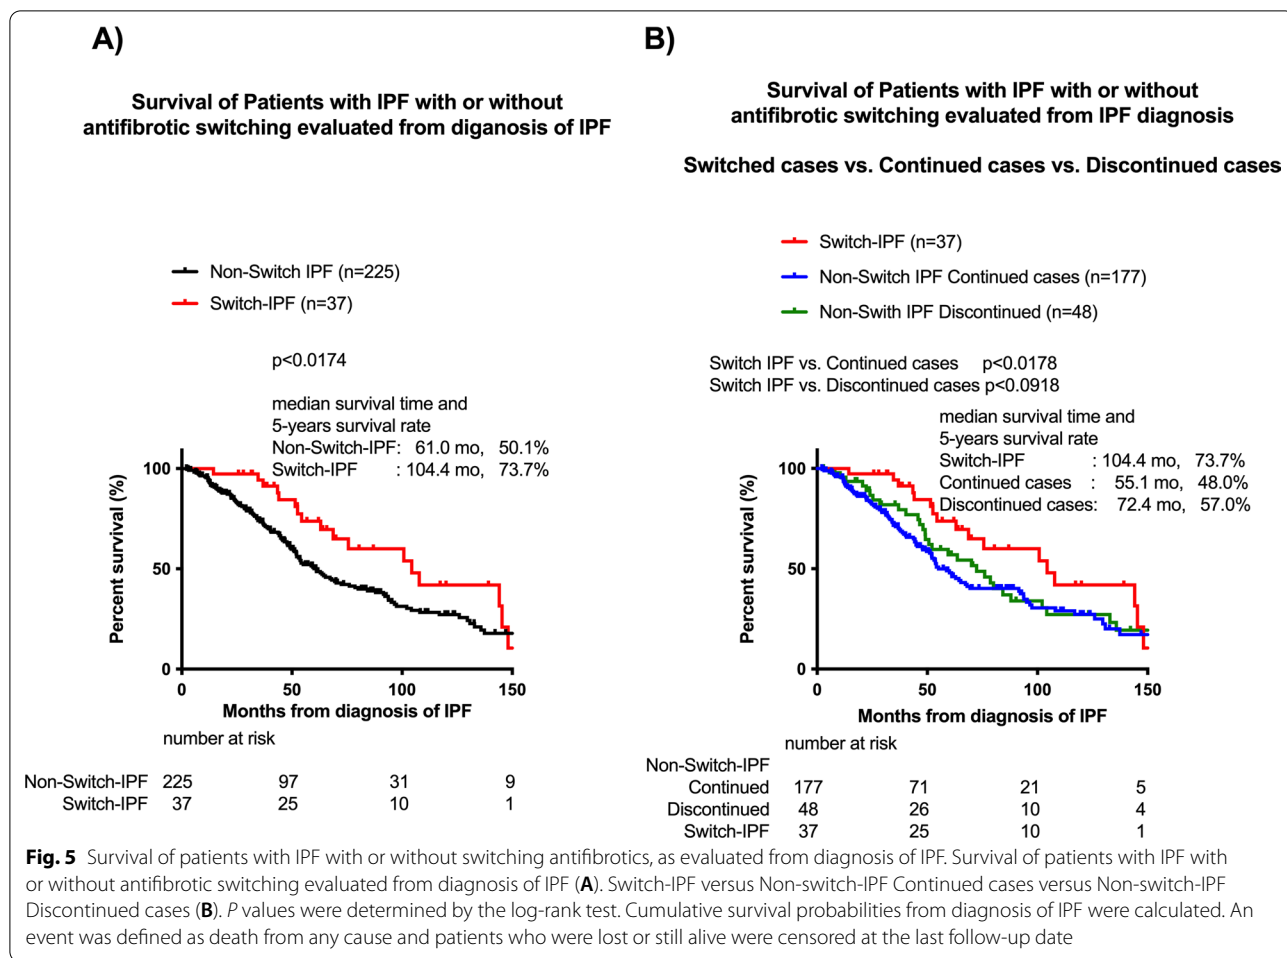 A)
Survival of Patients with IPF with or without
antifibrotic switching evaluated from diganosis of IPF
Non-Switch IPF (n=225)
Switch-IPF (n=37)
p<0.0174
median survival time and
5-years survival rate
Non-Switch-IPF: 61.0 mo, 50.1%
Switch-IPF : 104.4 mo, 73.7%
Percent survival (%)
100
50
0
0 50 100 150
Months from diagnosis of IPF
number at risk
Non-Switch-IPF 225 97 31 9
Switch-IPF 37 25 10 1
B)
Survival of Patients with IPF with or without
antifibrotic switching evaluated from IPF diagnosis
Switched cases vs. Continued cases vs. Discontinued cases
Switch-IPF (n=37)
Non-Switch IPF Continued cases (n=177)
Non-Swith IPF Discontinued (n=48)
Switch IPF vs. Continued cases p<0.0178
Switch IPF vs. Discontinued cases p<0.0918
median survival time and
5-years survival rate
Switch-IPF : 104.4 mo, 73.7%
Continued cases : 55.1 mo, 48.0%
Discontinued cases: 72.4 mo, 57.0%
Percent survival (%)
100
50
0
0 50 100 150
Months from diagnosis of IPF
number at risk
Non-Switch-IPF
Continued 177 71 21 5
Discontinued 48 26 10 4
Switch-IPF 37 25 10 1
Fig. 5 Survival of patients with IPF with or without switching antifibrotics, as evaluated from diagnosis of IPF. Survival of patients with IPF with
or without antifibrotic switching evaluated from diagnosis of IPF (A). Switch-IPF versus Non-switch-IPF Continued cases versus Non-switch-IPF
Discontinued cases (B). P values were determined by the log-rank test. Cumulative survival probabilities from diagnosis of IPF were calculated. An
event was defined as death from any cause and patients who were lost or still alive were censored at the last follow-up date